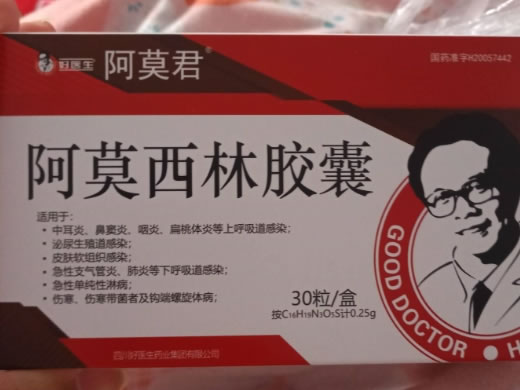 好医生 阿莫君® 国药准字H20057442
阿莫西林胶囊
适用于：
· 中耳炎、鼻窦炎、咽炎、扁桃体炎等上呼吸道感染；
· 泌尿生殖道感染；
· 皮肤软组织感染；
· 急性支气管炎、肺炎等下呼吸道感染；
· 急性单纯性淋病；
· 伤寒、伤寒带菌者及钩端螺旋体病；
30粒/盒
按C₁₆H₁₉N₃O₅S计0.25g
四川好医生药业集团有限公司
GOOD DOCTOR · H